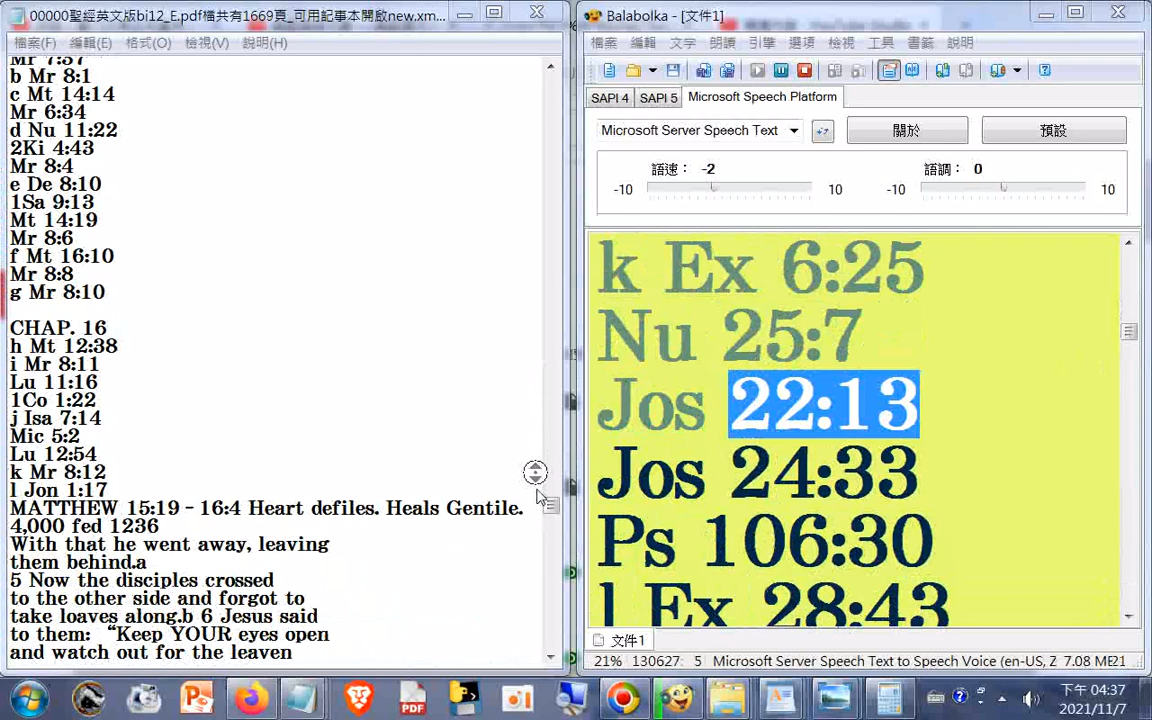 00000聖經英文版bi12_E.pdf檔共有1669頁_可用記事本開啟new.xm...
檔案(F) 編輯(E) 格式(O) 檢視(V) 說明(H)
Mr 7:37
b Mr 8:1
c Mt 14:14
Mr 6:34
d Nu 11:22
2Ki 4:43
Mr 8:4
e De 8:10
1Sa 9:13
Mt 14:19
Mr 8:6
f Mt 16:10
Mr 8:8
g Mr 8:10
CHAP. 16
h Mt 12:38
i Mr 8:11
Lu 11:16
1Co 1:22
j Isa 7:14
Mic 5:2
Lu 12:54
k Mr 8:12
l Jon 1:17
MATTHEW 15:19 - 16:4 Heart defiles. Heals Gentile.
4,000 fed 1236
With that he went away, leaving
them behind.a
5 Now the disciples crossed
to the other side and forgot to
take loaves along.b 6 Jesus said
to them: “Keep YOUR eyes open
and watch out for the leaven
Balabolka - [文件1]
檔案 編輯 文字 朗讀 引擎 選項 檢視 工具 書籤 說明
SAPI 4 SAPI 5 Microsoft Speech Platform
Microsoft Server Speech Text 關於 預設
語速： -2 語調： 0
-10 10 -10 10
k Ex 6:25
Nu 25:7
Jos 22:13
Jos 24:33
Ps 106:30
l Ex 28:43
文件1
21% 130627: 5 Microsoft Server Speech Text to Speech Voice (en-US, Z 7.08 ME21
PDF
下午 04:37
2021/11/7